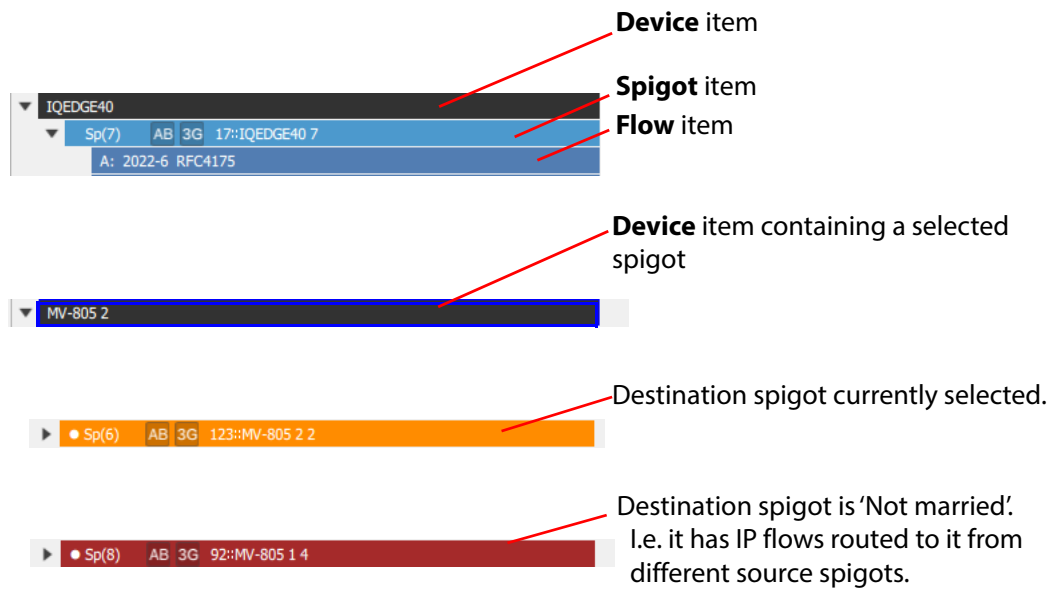 Device item
Spigot item
IQEDGE40
Flow item
Sp(7) AB 3G 17::IQEDGE40 7
A: 2022-6 RFC4175
Device item containing a selected
spigot
MV-805 2
Destination spigot currently selected.
Sp(6) AB 3G 123::MV-805 2 2
Destination spigot is ‘Not married’.
I.e. it has IP flows routed to it from
Sp(8) AB 3G 92::MV-805 1 4
different source spigots.